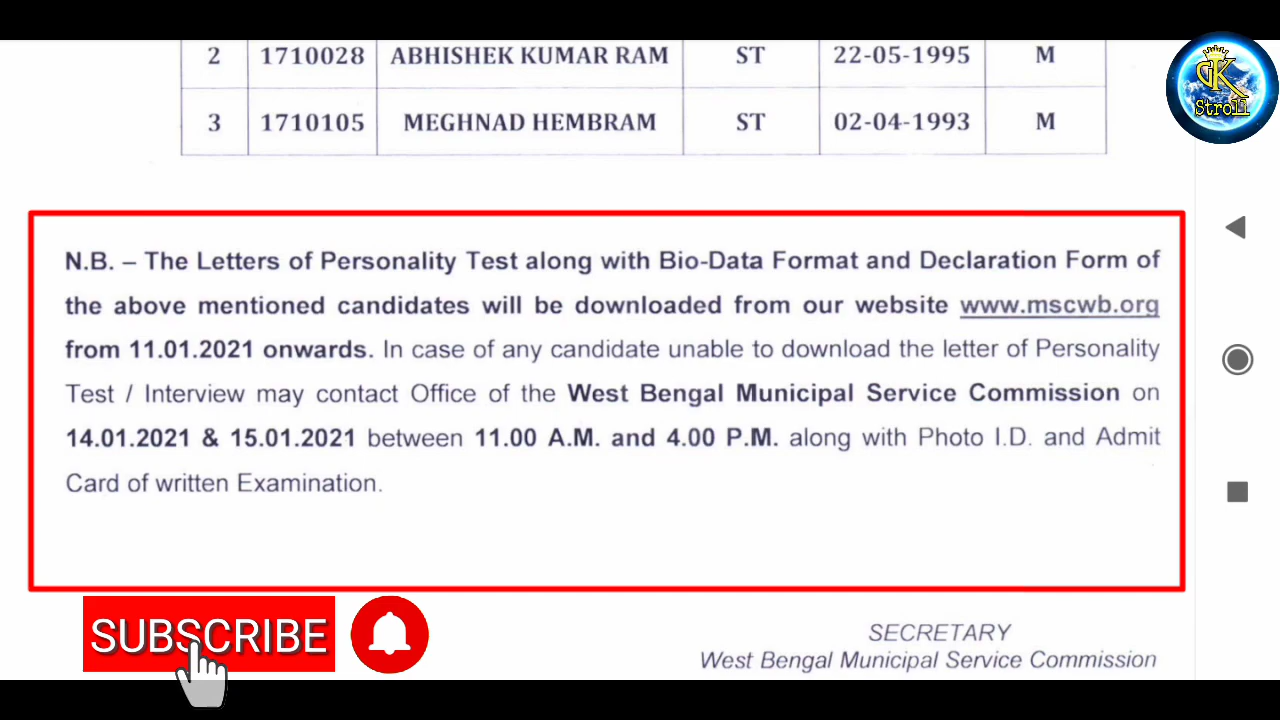 2 1710028 ABHISHEK KUMAR RAM ST 22-05-1995 M
3 1710105 MEGHNAD HEMBRAM ST 02-04-1993 M
GK
Stroll
N.B. – The Letters of Personality Test along with Bio-Data Format and Declaration Form of
the above mentioned candidates will be downloaded from our website www.mscwb.org
from 11.01.2021 onwards. In case of any candidate unable to download the letter of Personality
Test / Interview may contact Office of the West Bengal Municipal Service Commission on
14.01.2021 & 15.01.2021 between 11.00 A.M. and 4.00 P.M. along with Photo I.D. and Admit
Card of written Examination.
SUBSCRIBE
SECRETARY
West Bengal Municipal Service Commission